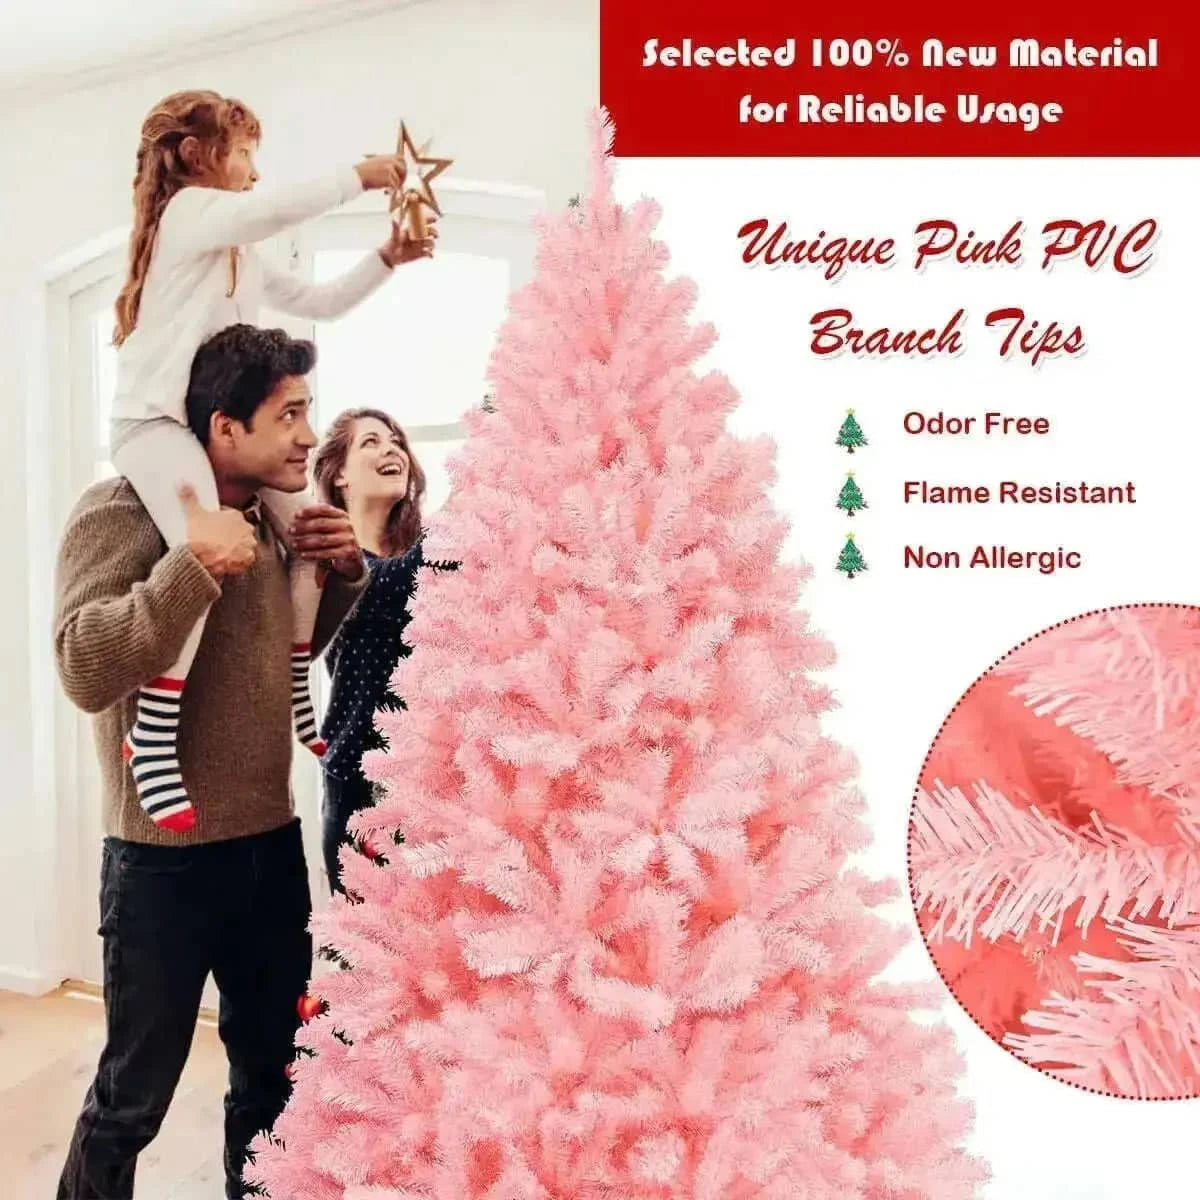 Selected 100% New Material
for Reliable Usage
Unique Pink PVC
Branch Tips
Odor Free
Flame Resistant
Non Allergic